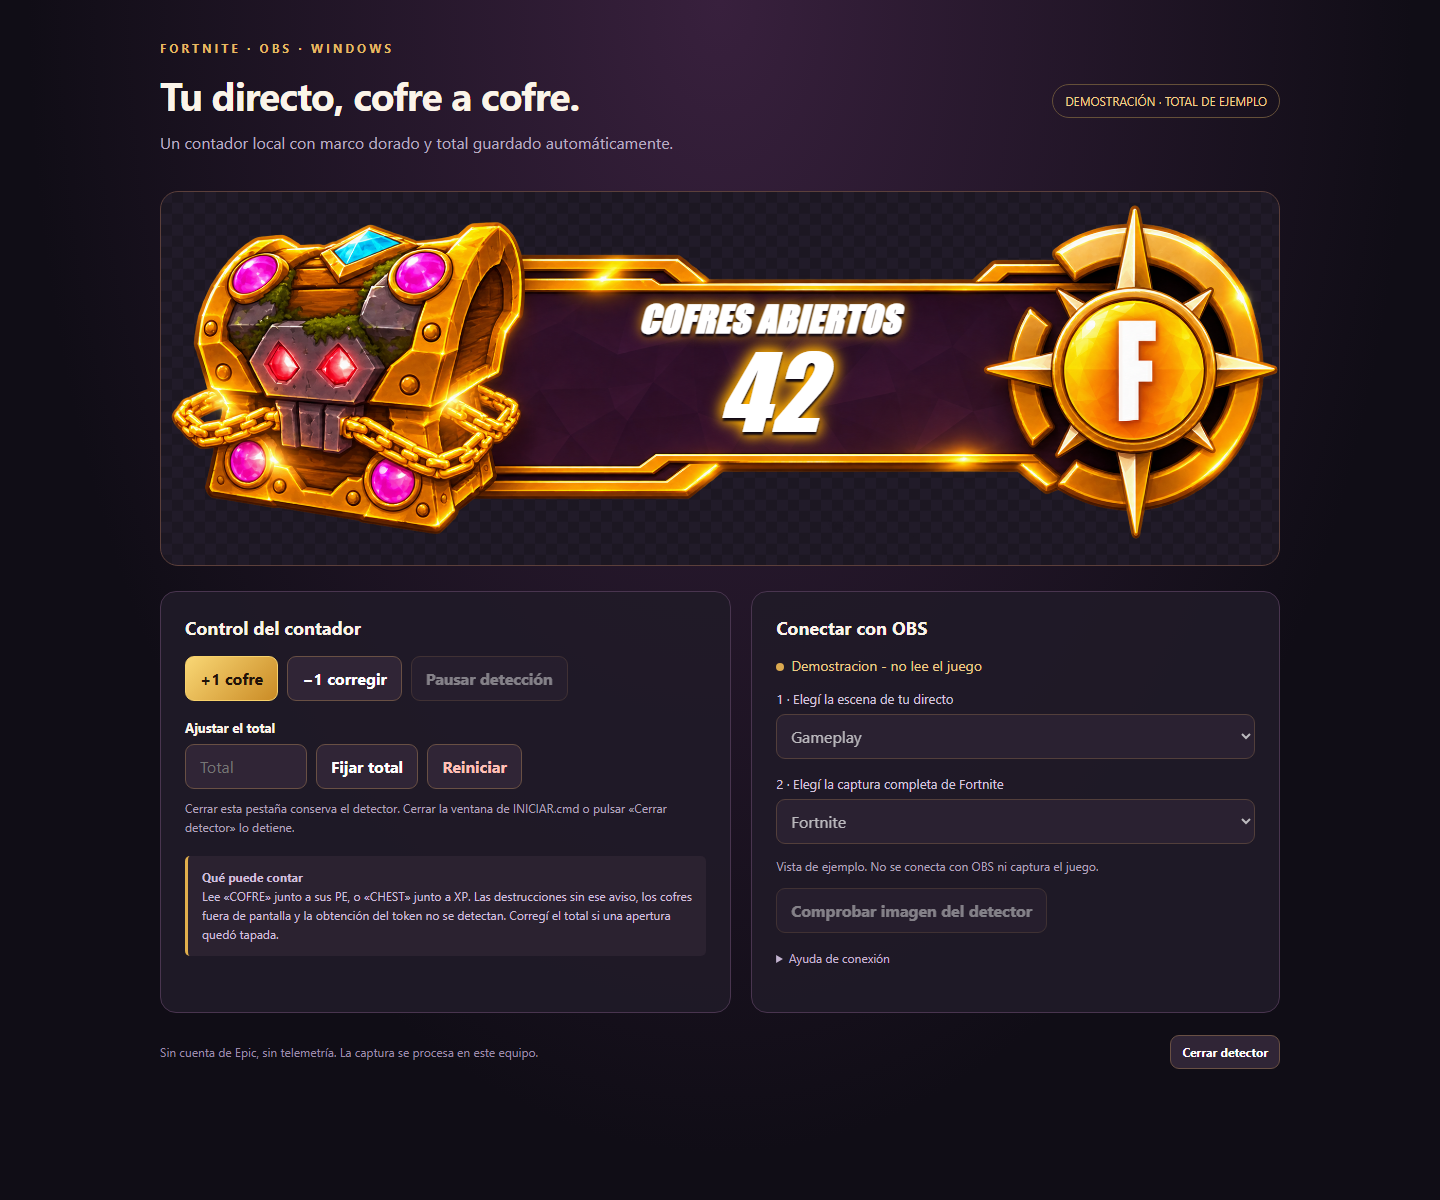 FORTNITE · OBS · WINDOWS
Tu directo, cofre a cofre.
DEMOSTRACIÓN · TOTAL DE EJEMPLO
Un contador local con marco dorado y total guardado automáticamente.
COFRES ABIERTOS
42
F
Control del contador
+1 cofre
−1 corregir
Pausar detección
Ajustar el total
Total
Fijar total
Reiniciar
Cerrar esta pestaña conserva el detector. Cerrar la ventana de INICIAR.cmd o pulsar «Cerrar
detector» lo detiene.
Qué puede contar
Lee «COFRE» junto a sus PE, o «CHEST» junto a XP. Las destrucciones sin ese aviso, los cofres
fuera de pantalla y la obtención del token no se detectan. Corregí el total si una apertura
quedó tapada.
Conectar con OBS
Demostracion - no lee el juego
1 · Elegí la escena de tu directo
Gameplay
2 · Elegí la captura completa de Fortnite
Fortnite
Vista de ejemplo. No se conecta con OBS ni captura el juego.
Comprobar imagen del detector
Ayuda de conexión
Sin cuenta de Epic, sin telemetría. La captura se procesa en este equipo.
Cerrar detector